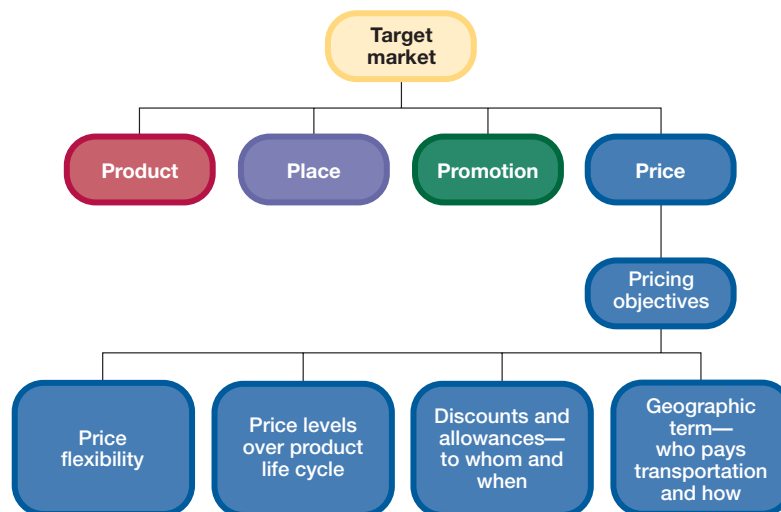 Target
market
Product
Place
Promotion
Price
Pricing
objectives
Price
flexibility
Price levels
over product
life cycle
Discounts and
allowances—
to whom and
when
Geographic
term—
who pays
transportation
and how